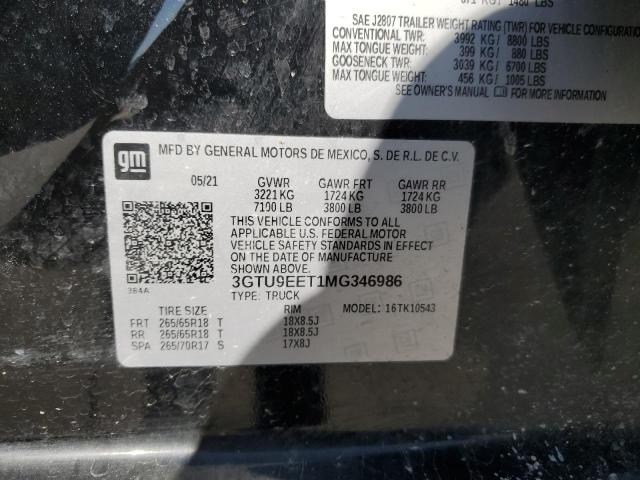 KG/ 1480 LBS
SAE J2807 TRAILER WEIGHT RATING (TWR) FOR VEHICLE CONFIGURATION
CONVENTIONAL TWR: 3992 KG/ 8800 LBS
MAX TONGUE WEIGHT: 399 KG/ 880 LBS
GOOSENECK TWR: 3039 KG/ 6700 LBS
MAX TONGUE WEIGHT: 456 KG/ 1005 LBS
SEE OWNER'S MANUAL FOR MORE INFORMATION
gm MFD BY GENERAL MOTORS DE MEXICO, S. DE R.L. DE C.V.
05/21 GVWR GAWR FRT GAWR RR
3221 KG 1724 KG 1724 KG
7100 LB 3800 LB 3800 LB
THIS VEHICLE CONFORMS TO ALL
APPLICABLE U.S. FEDERAL MOTOR
VEHICLE SAFETY STANDARDS IN EFFECT
ON THE DATE OF MANUFACTURE
SHOWN ABOVE.
3B4A 3GTU9EET1MG346986
TYPE: TRUCK
TIRE SIZE RIM MODEL: 16TK10543
FRT 265/65R18 T 18X8.5J
RR 265/65R18 T 18X8.5J
SPA 265/70R17 S 17X8J